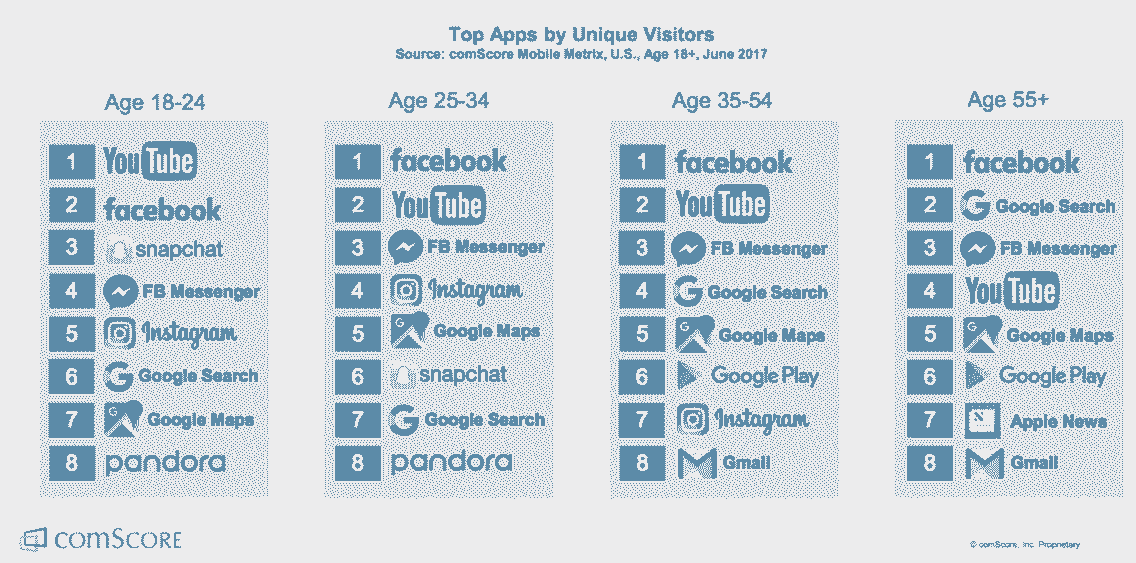 Top Apps by Unique Visitors
Source: comScore Mobile Metrix, U.S., Age 18+, June 2017
Age 18-24
1 YouTube
2 facebook
3 snapchat
4 FB Messenger
5 Instagram
6 G Google Search
7 G Google Maps
8 pandora
Age 25-34
1 facebook
2 YouTube
3 FB Messenger
4 Instagram
5 G Google Maps
6 snapchat
7 G Google Search
8 pandora
Age 35-54
1 facebook
2 YouTube
3 FB Messenger
4 G Google Search
5 G Google Maps
6 Google Play
7 Instagram
8 Gmail
Age 55+
1 facebook
2 G Google Search
3 FB Messenger
4 YouTube
5 G Google Maps
6 Google Play
7 Apple News
8 Gmail
comScore
© comScore, Inc. Proprietary